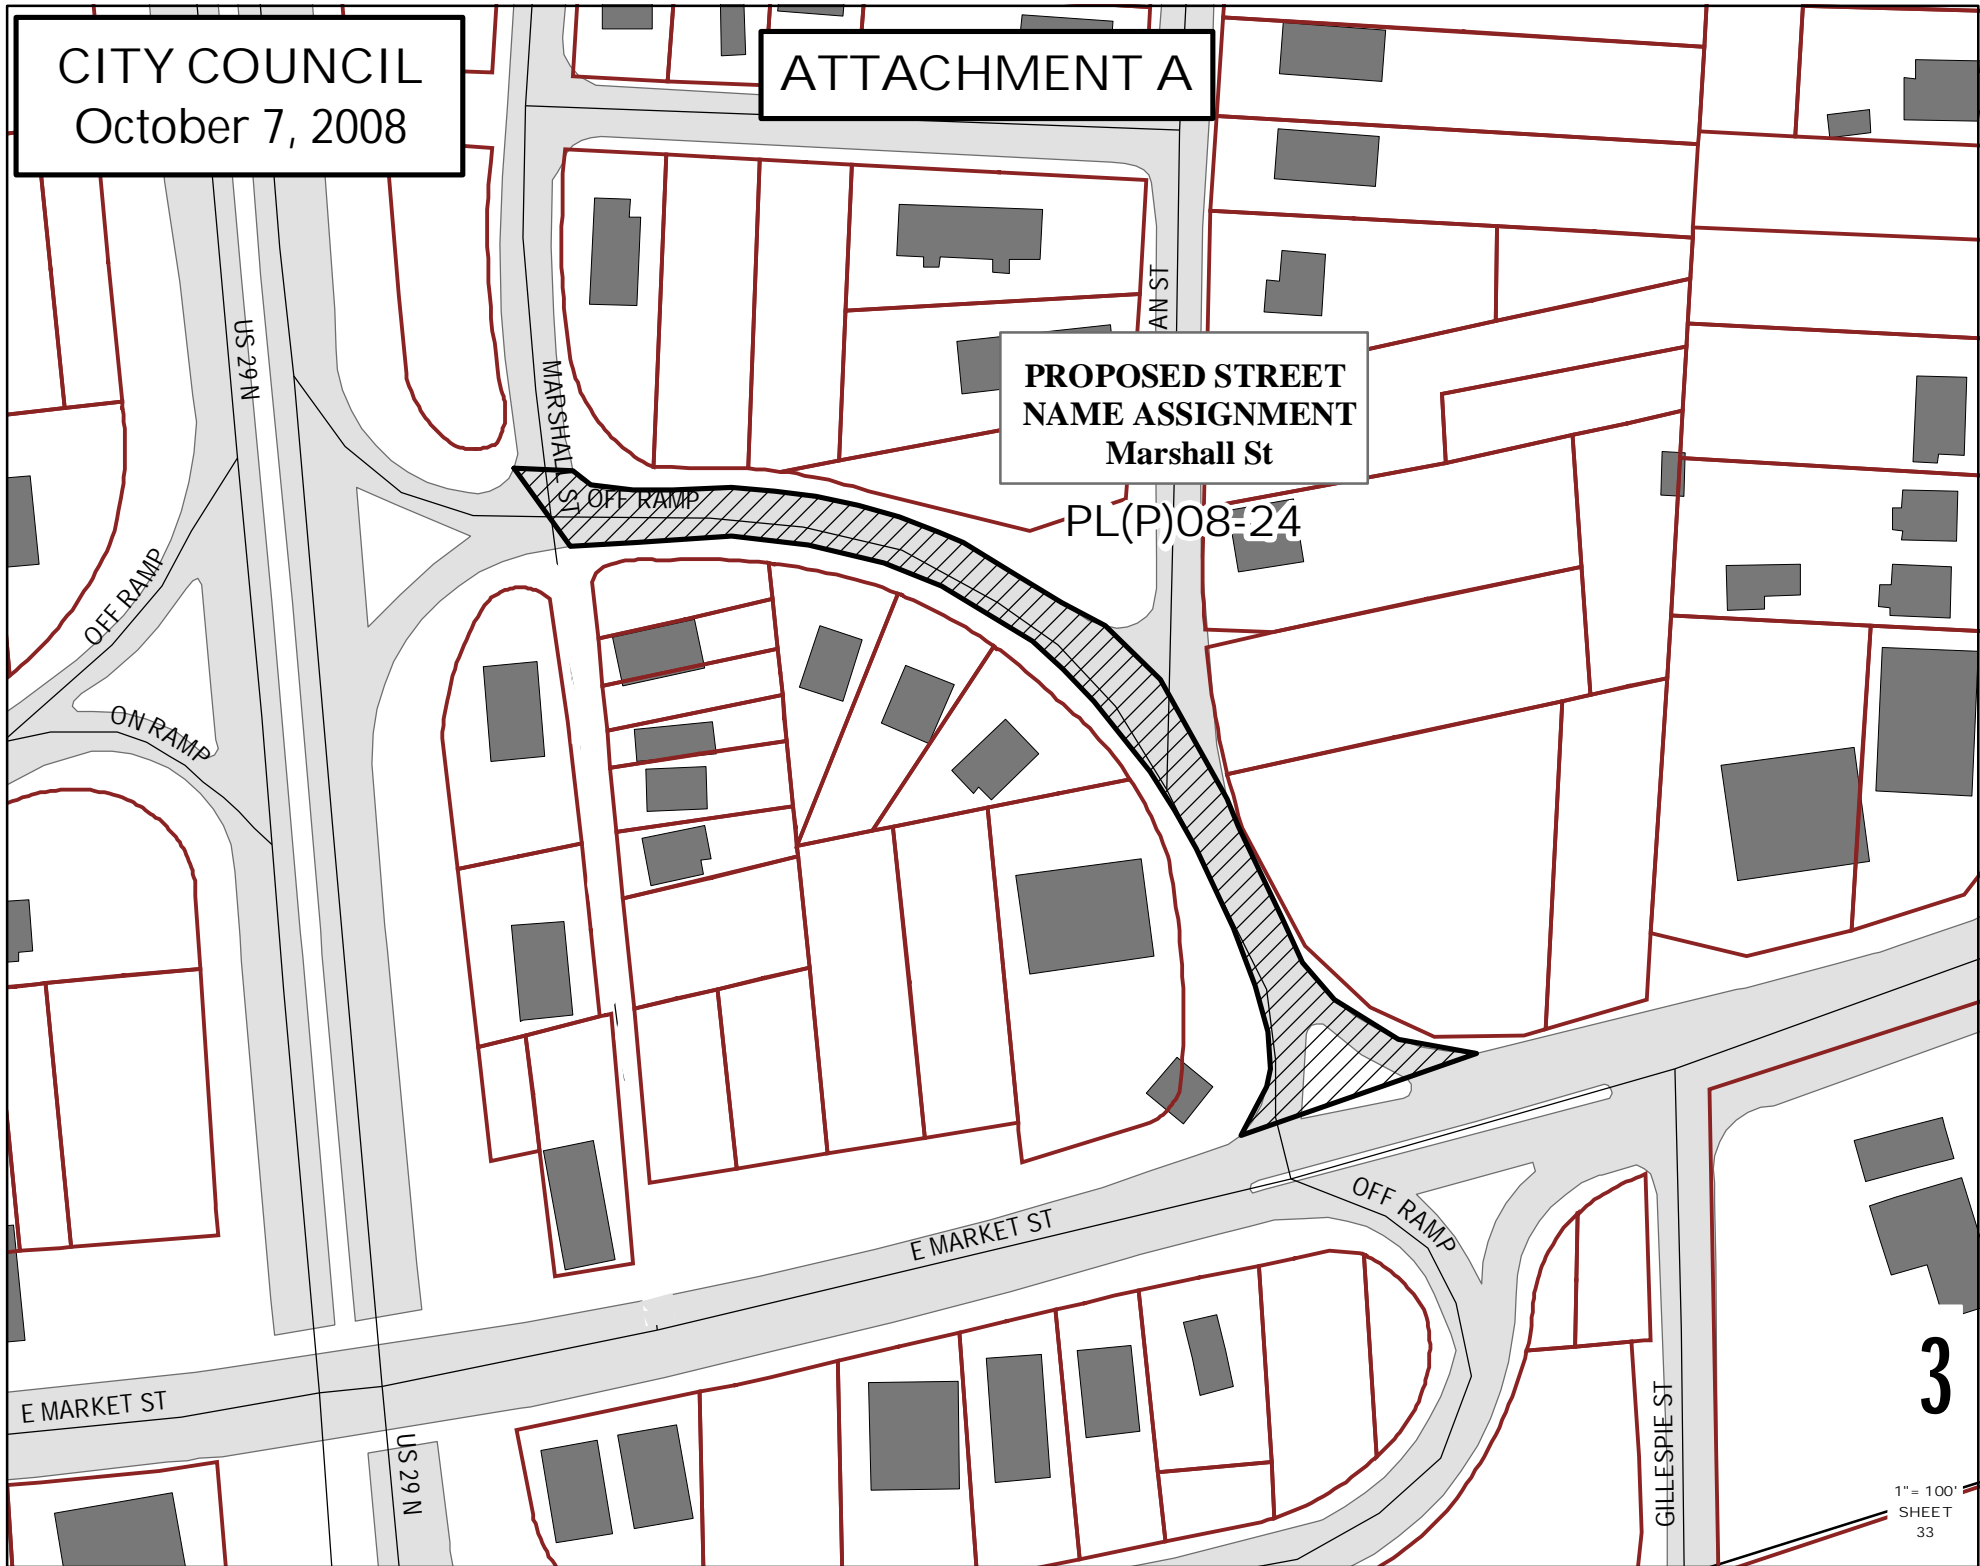 CITY COUNCIL
October 7, 2008
ATTACHMENT A
US 29 N
MARSHALL ST
AN ST
PROPOSED STREET
NAME ASSIGNMENT
Marshall St
PL(P)08-24
OFF RAMP
OFF RAMP
ON RAMP
OFF RAMP
E MARKET ST
E MARKET ST
US 29 N
GILLESPIE ST
3
1"= 100'
SHEET
33